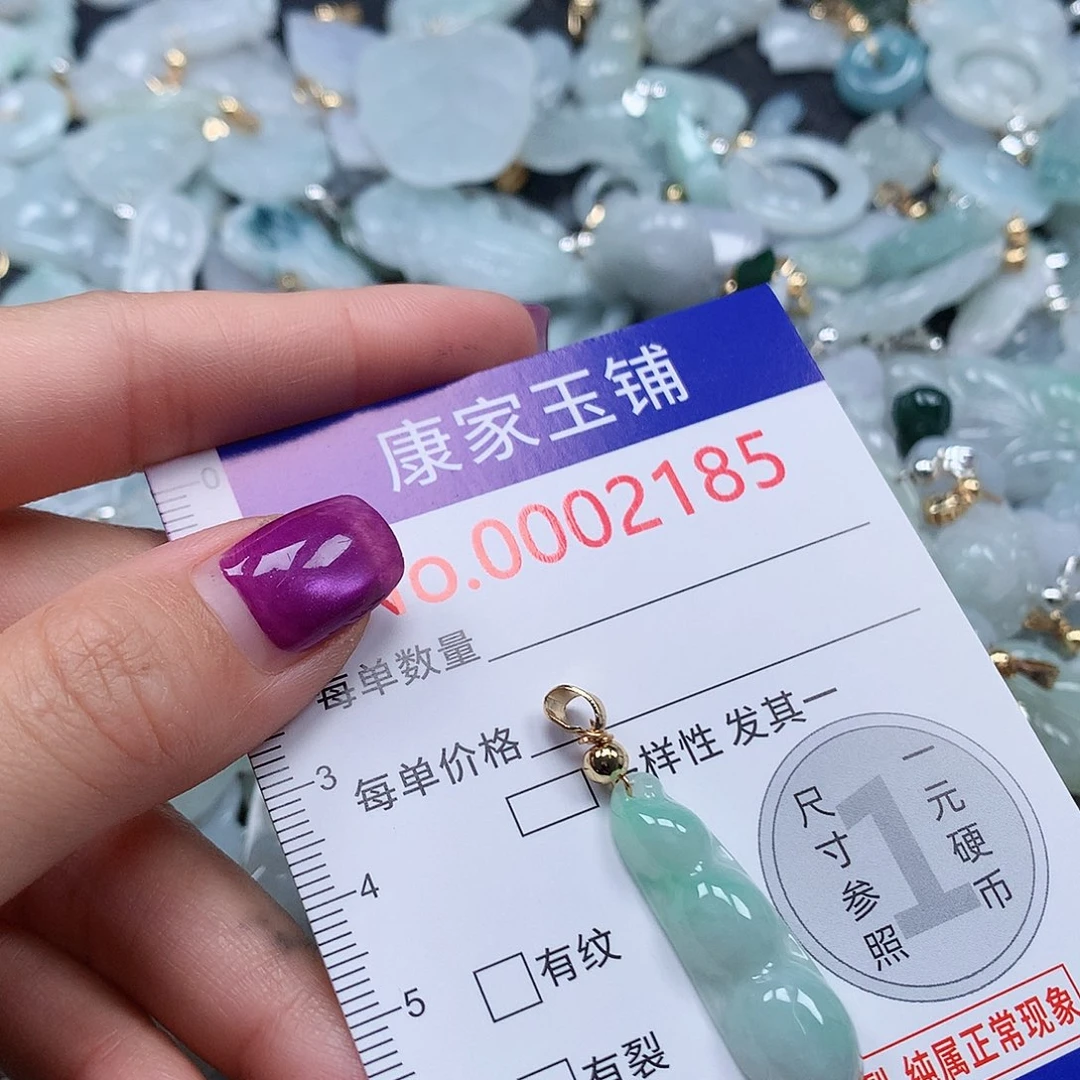 康家玉铺
No.0002185
每单数量
每单价格
样性 发其一
有纹
有裂
0
3
4
5
1
尺寸参照
一元硬币
纯属正常现象